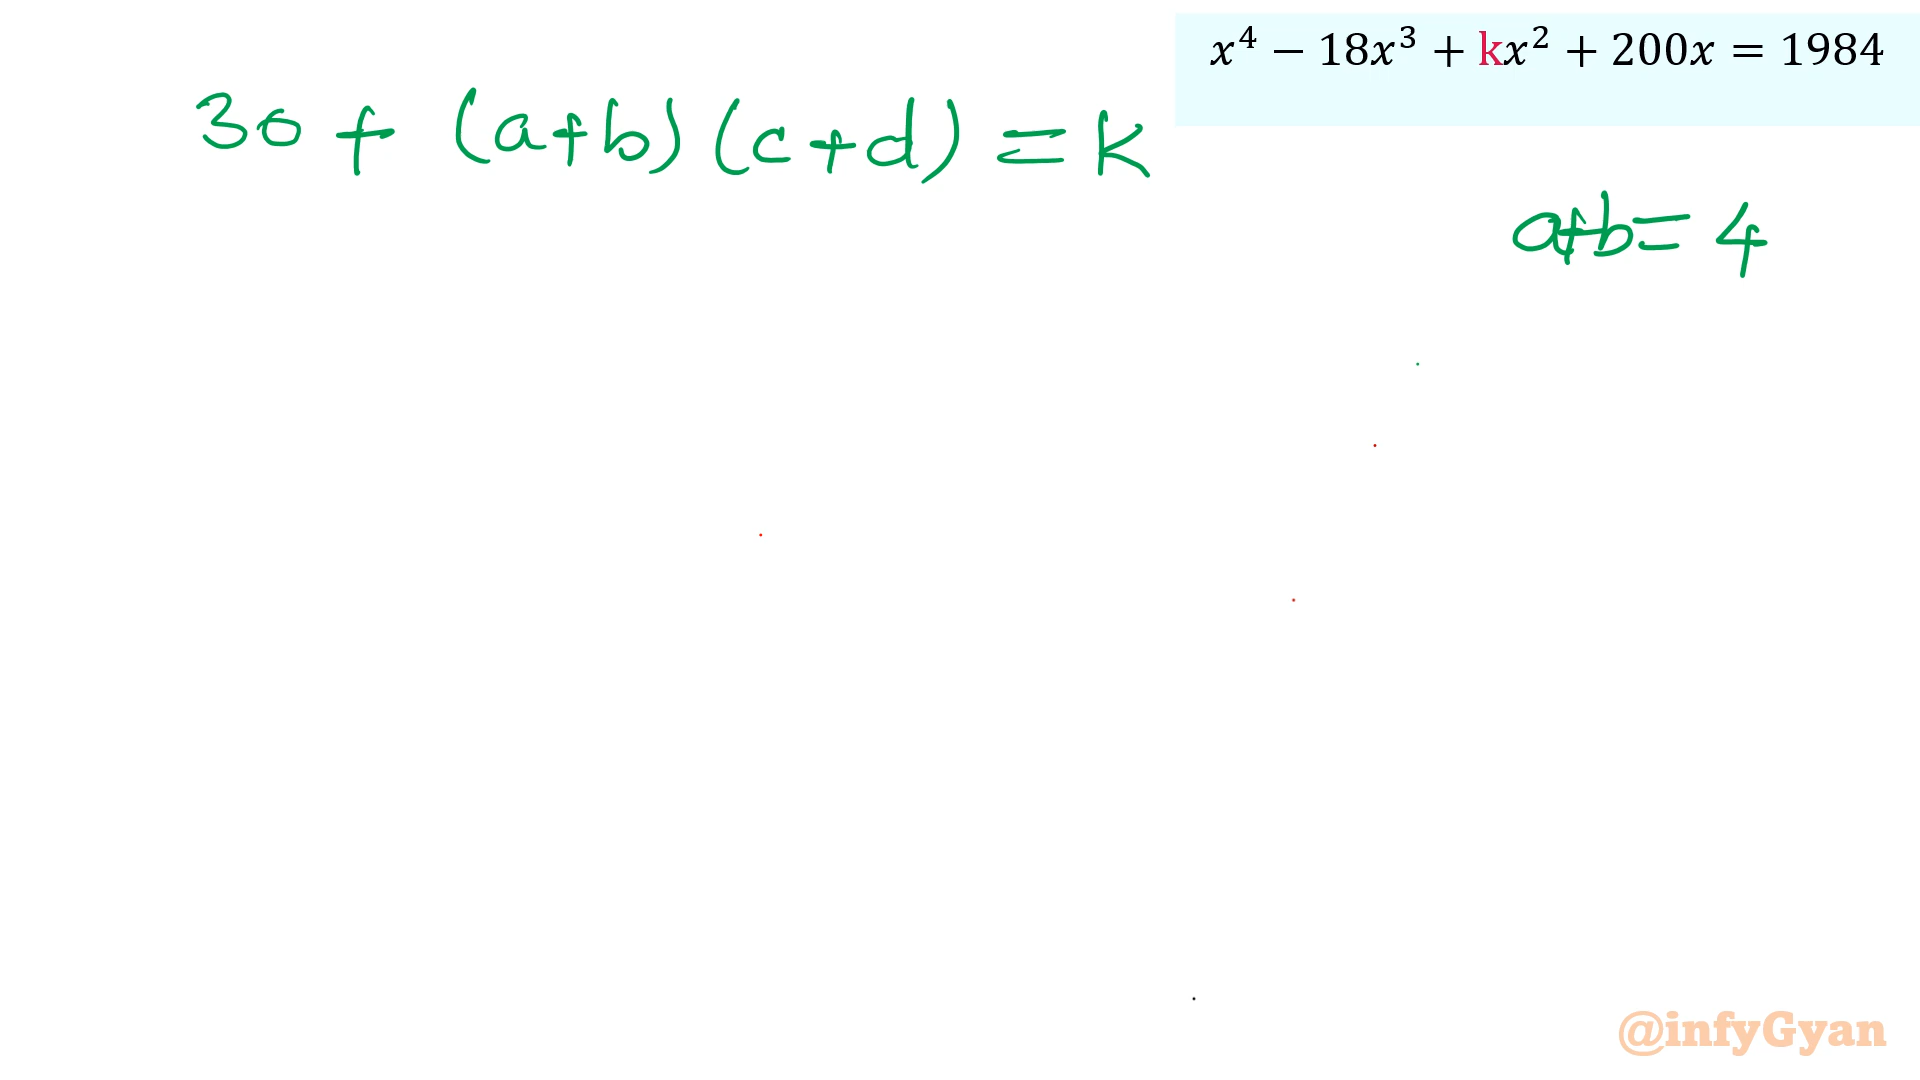 x⁴ − 18x³ + kx² + 200x = 1984
30 + (a+b)(c+d) = k
a+b = 4
@infyGyan